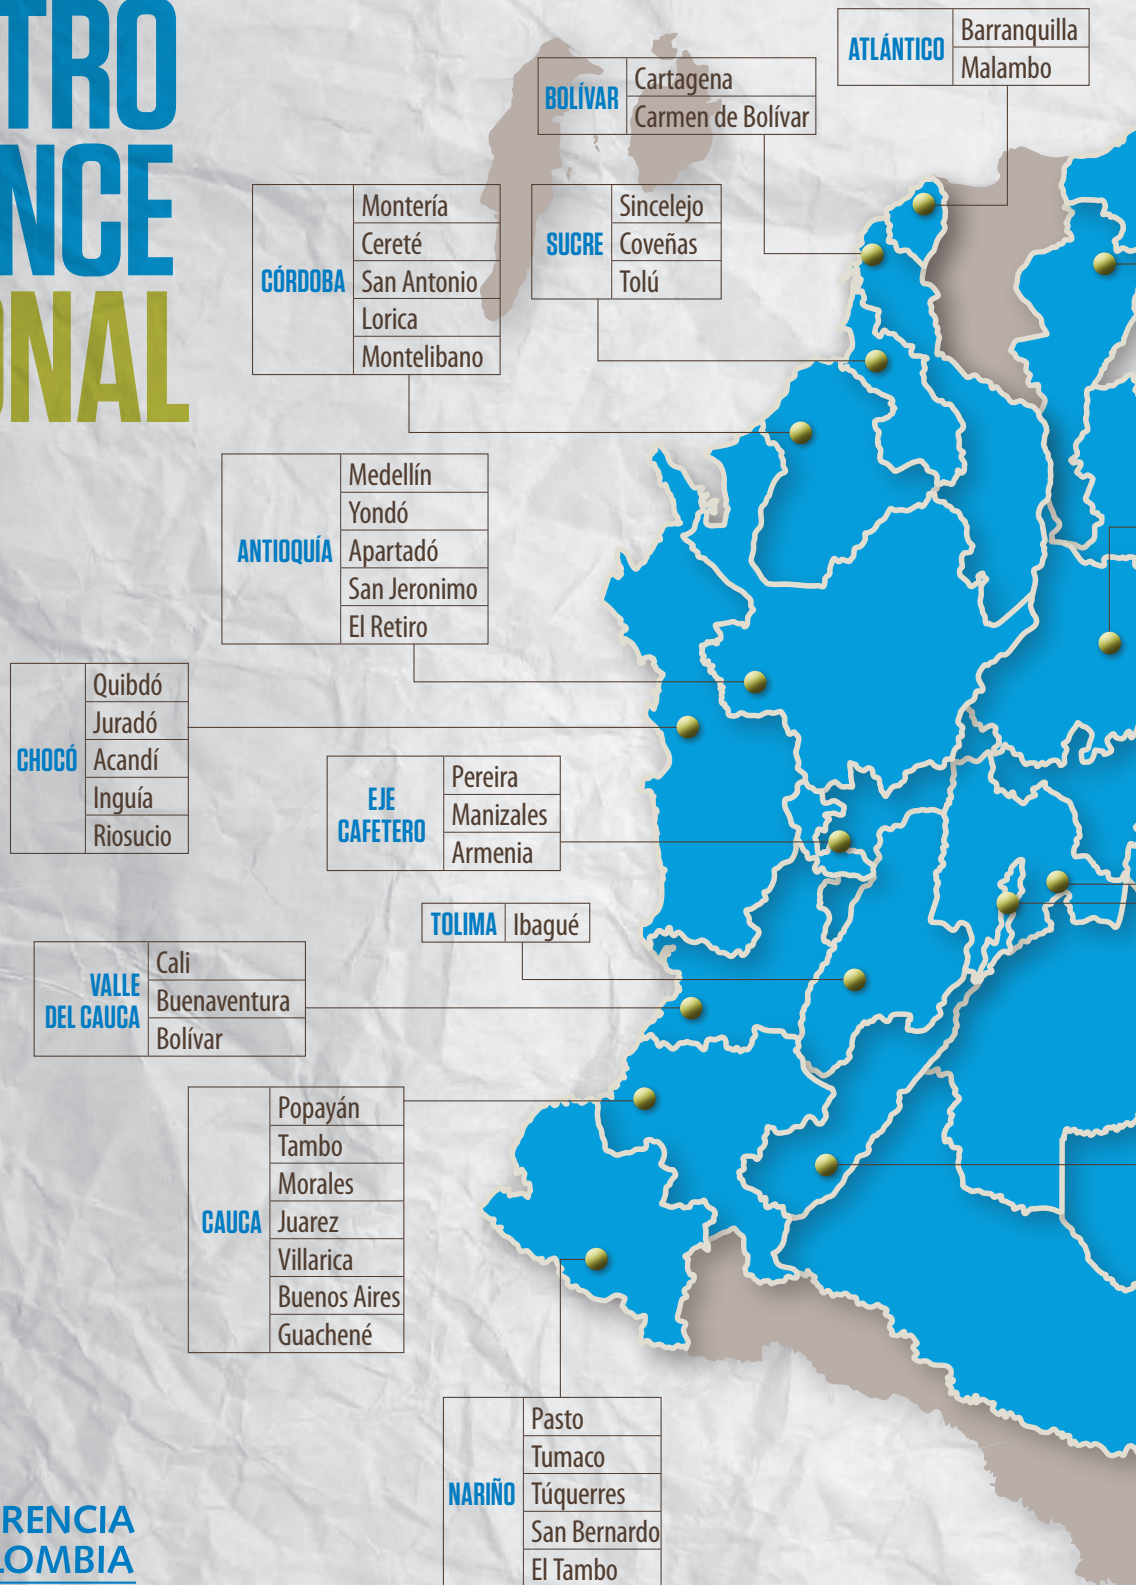 TRO
NCE
ONAL
ATLÁNTICO
Barranquilla
Malambo
BOLÍVAR
Cartagena
Carmen de Bolívar
CÓRDOBA
Montería
Cereté
San Antonio
Lorica
Montelibano
SUCRE
Sincelejo
Coveñas
Tolú
ANTIOQUÍA
Medellín
Yondó
Apartadó
San Jeronimo
El Retiro
CHOCÓ
Quibdó
Juradó
Acandí
Inguía
Riosucio
EJE
CAFETERO
Pereira
Manizales
Armenia
TOLIMA
Ibagué
VALLE
DEL CAUCA
Cali
Buenaventura
Bolívar
CAUCA
Popayán
Tambo
Morales
Juarez
Villarica
Buenos Aires
Guachené
NARIÑO
Pasto
Tumaco
Túquerres
San Bernardo
El Tambo
RENCIA
LOMBIA